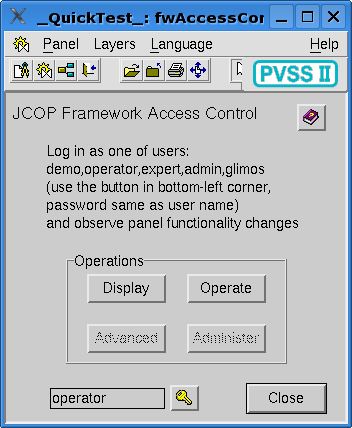 _QuickTest_: fwAccessCor
Panel Layers Language Help
PVSS II
JCOP Framework Access Control
Log in as one of users:
demo,operator,expert,admin,glimos
(use the button in bottom-left corner,
password same as user name)
and observe panel functionality changes
Operations
Display Operate
Advanced Administer
operator Close